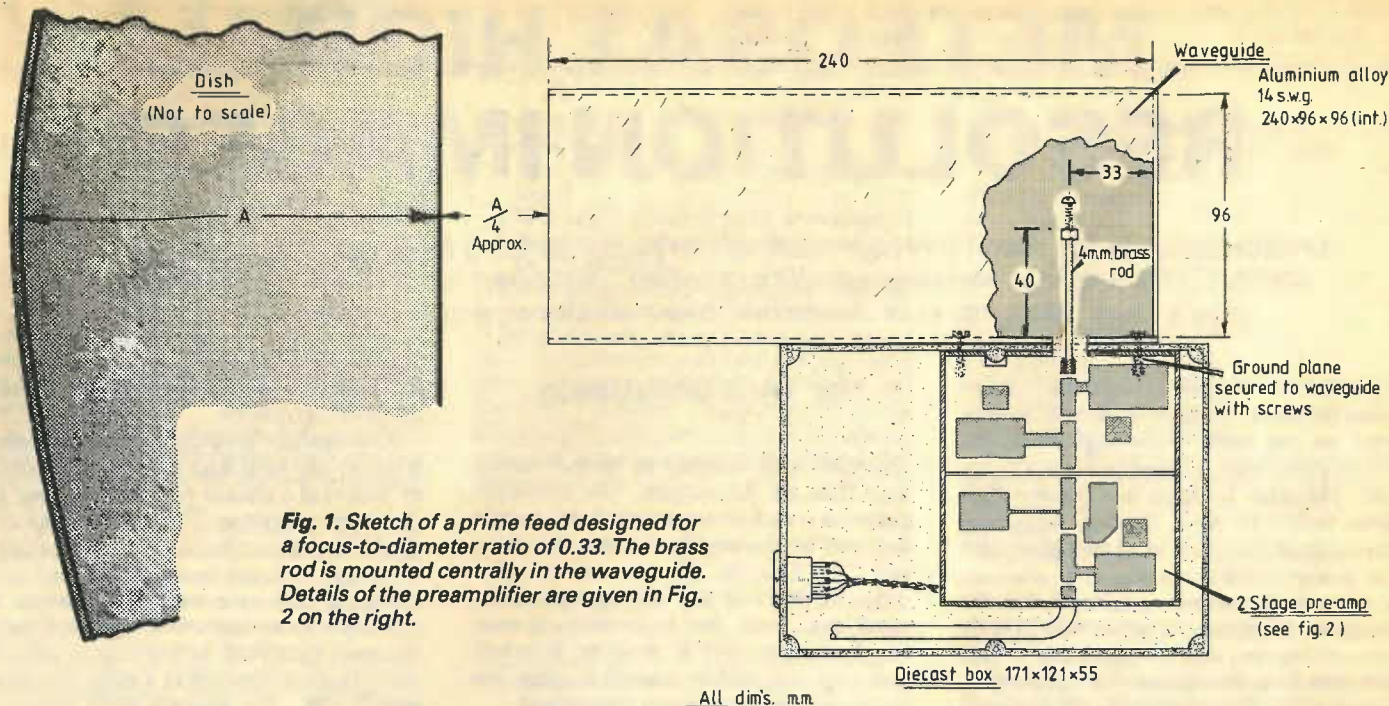 Dish
(Not to scale)
A
A
4
Approx.
240
Waveguide
Aluminium alloy
14 s.w.g.
240×96×96 (int.)
33
96
40
4m.m. brass
rod
Ground plane
secured to waveguide
with screws
2 Stage pre-amp
(see fig. 2)
Diecast box 171×121×55
All dim's. mm
Fig. 1. Sketch of a prime feed designed for
a focus-to-diameter ratio of 0.33. The brass
rod is mounted centrally in the waveguide.
Details of the preamplifier are given in Fig.
2 on the right.